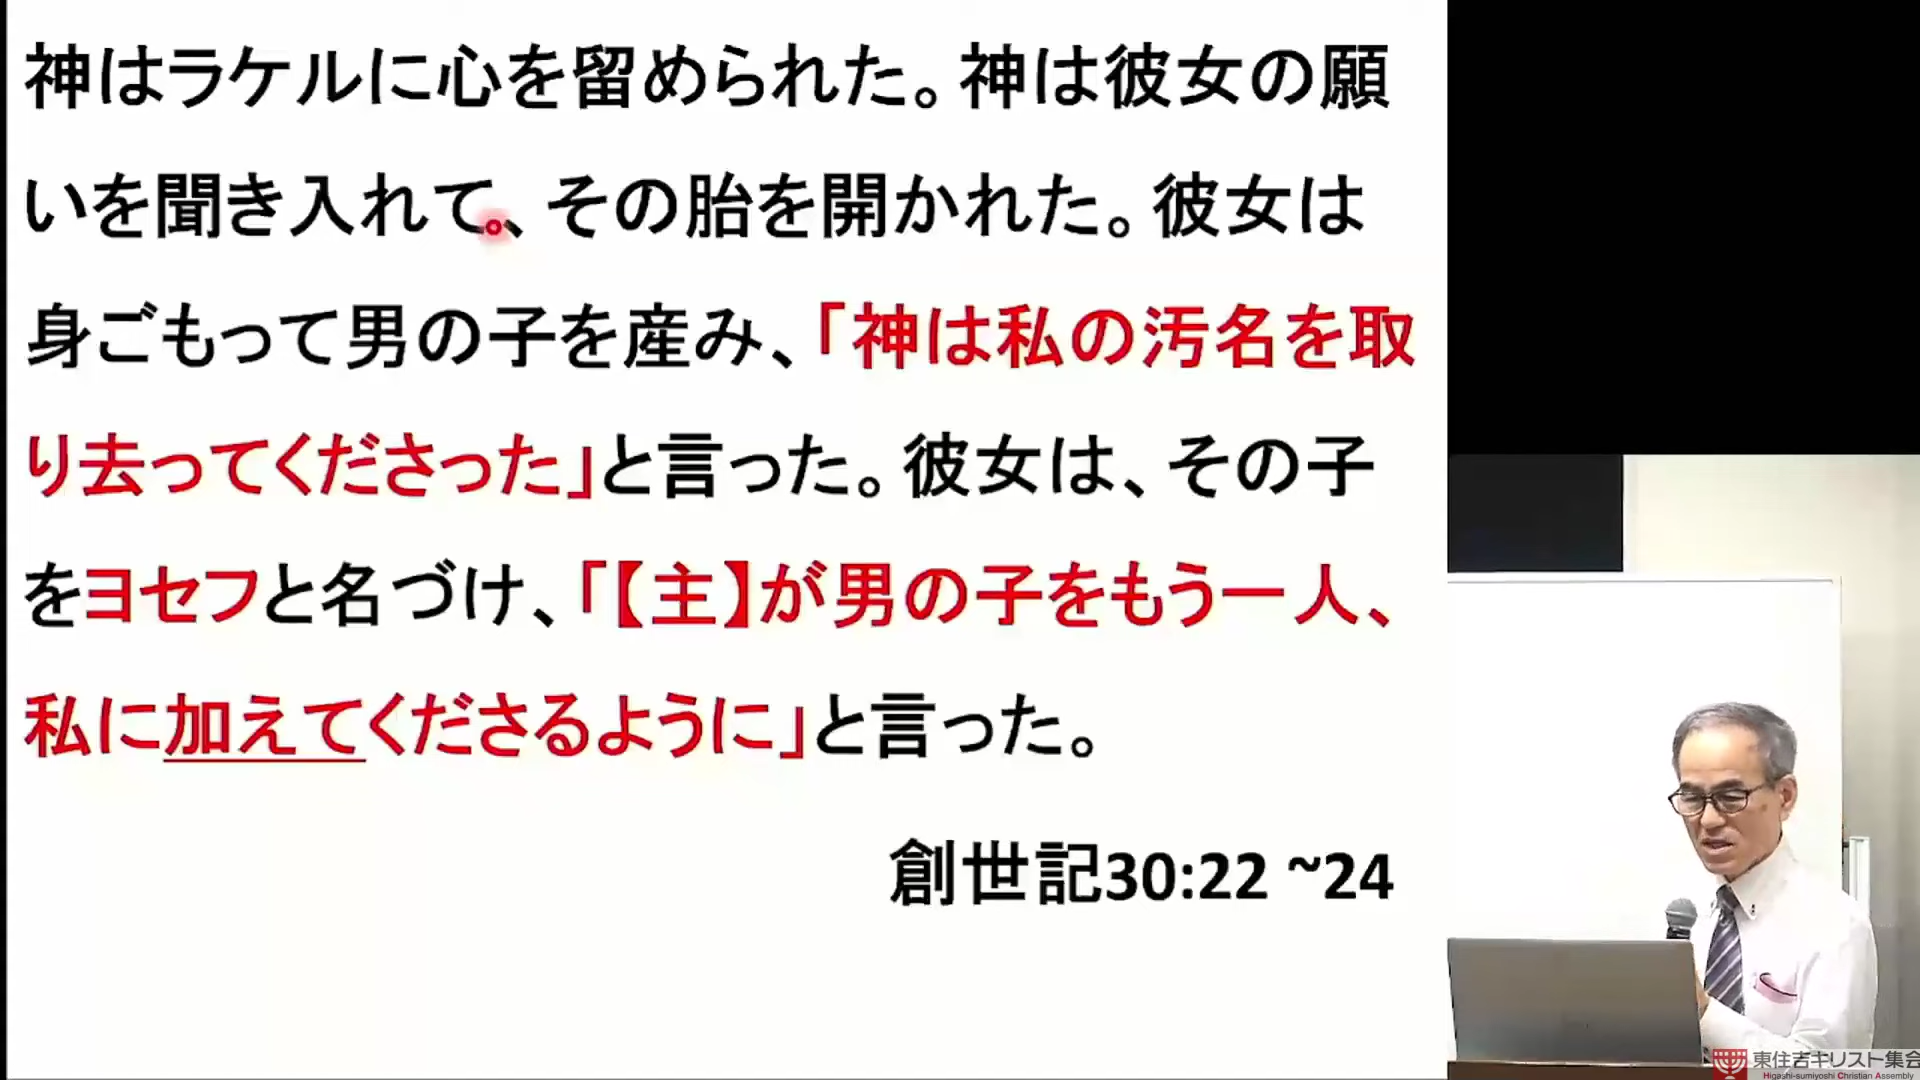 神はラケルに心を留められた。神は彼女の願
いを聞き入れて、その胎を開かれた。彼女は
身ごもって男の子を産み、「神は私の汚名を取
り去ってくださった」と言った。彼女は、その子
をヨセフと名づけ、「【主】が男の子をもう一人、
私に加えてくださるように」と言った。
創世記30:22 ~24
東住吉キリスト集会
Higashi-sumiyoshi Christian Assembly